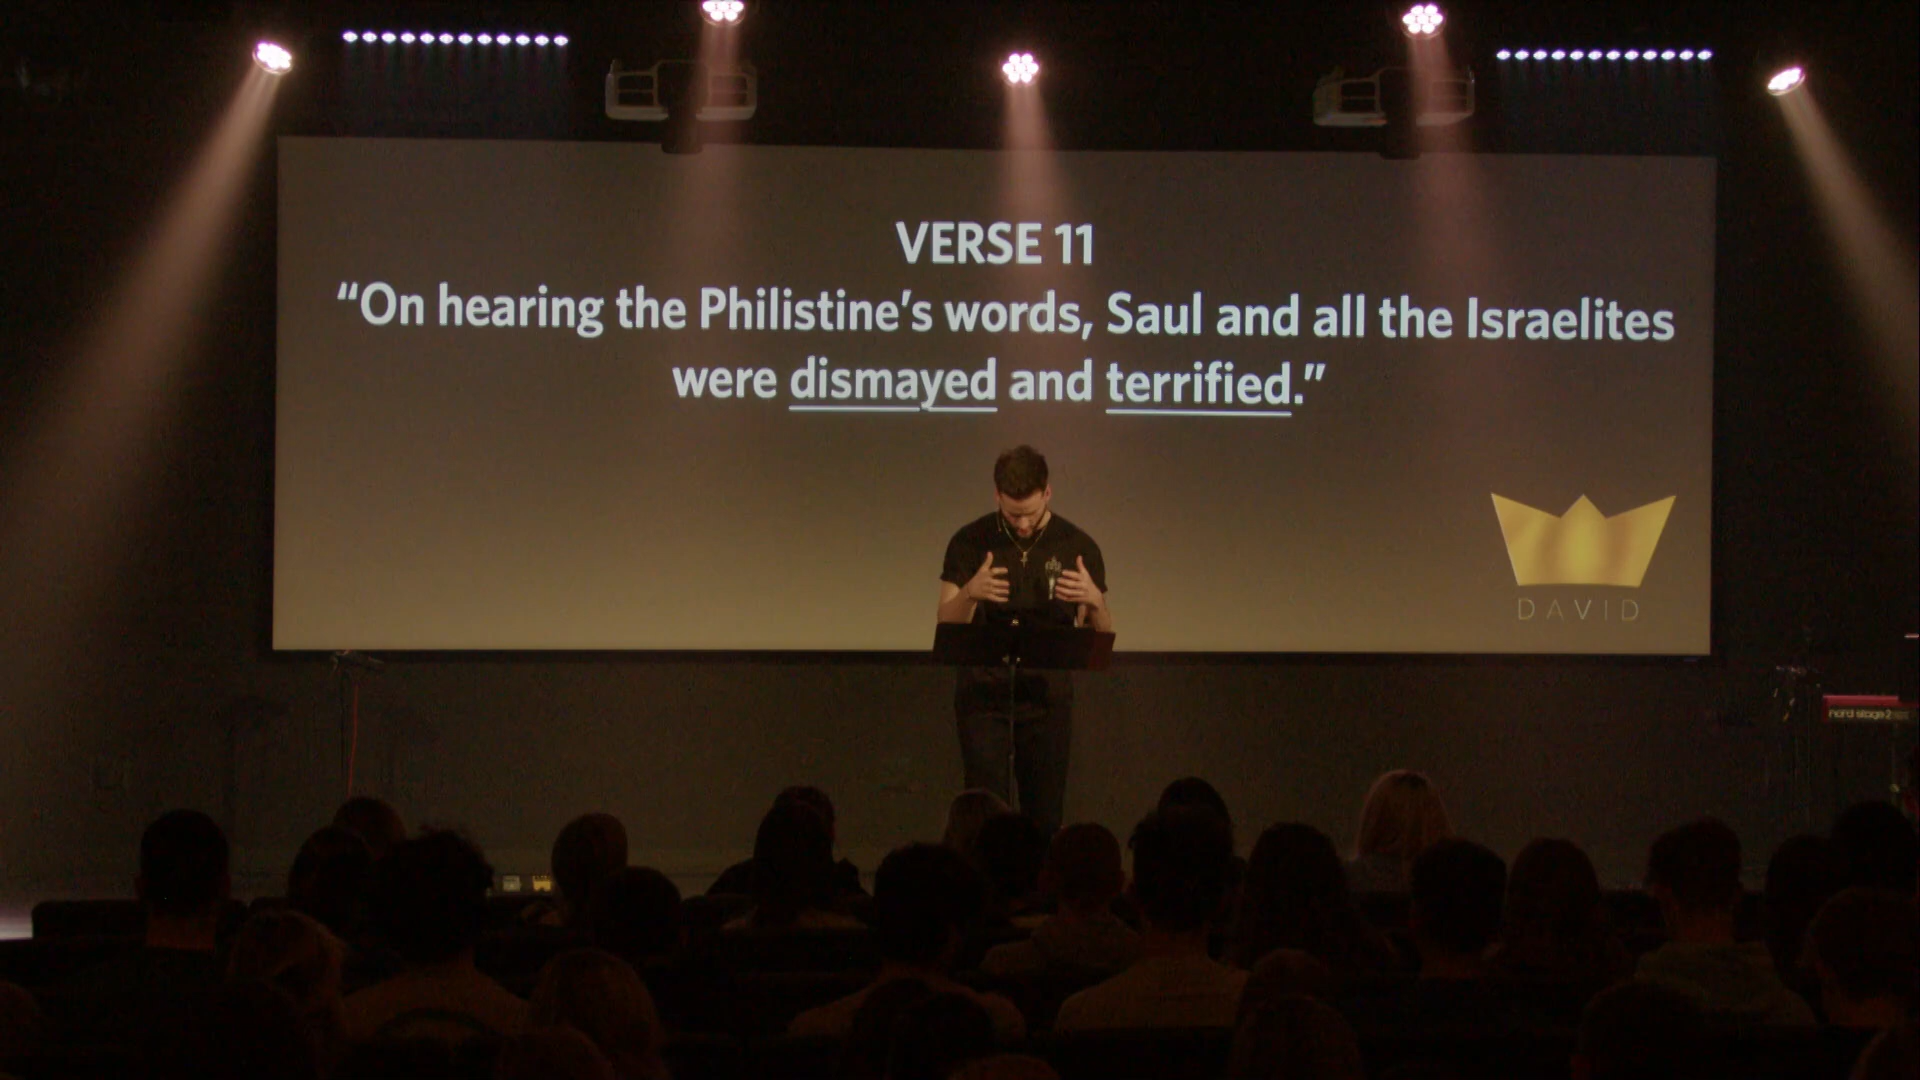 VERSE 11
“On hearing the Philistine’s words, Saul and all the Israelites
were dismayed and terrified.”
DAVID
nord stage 2